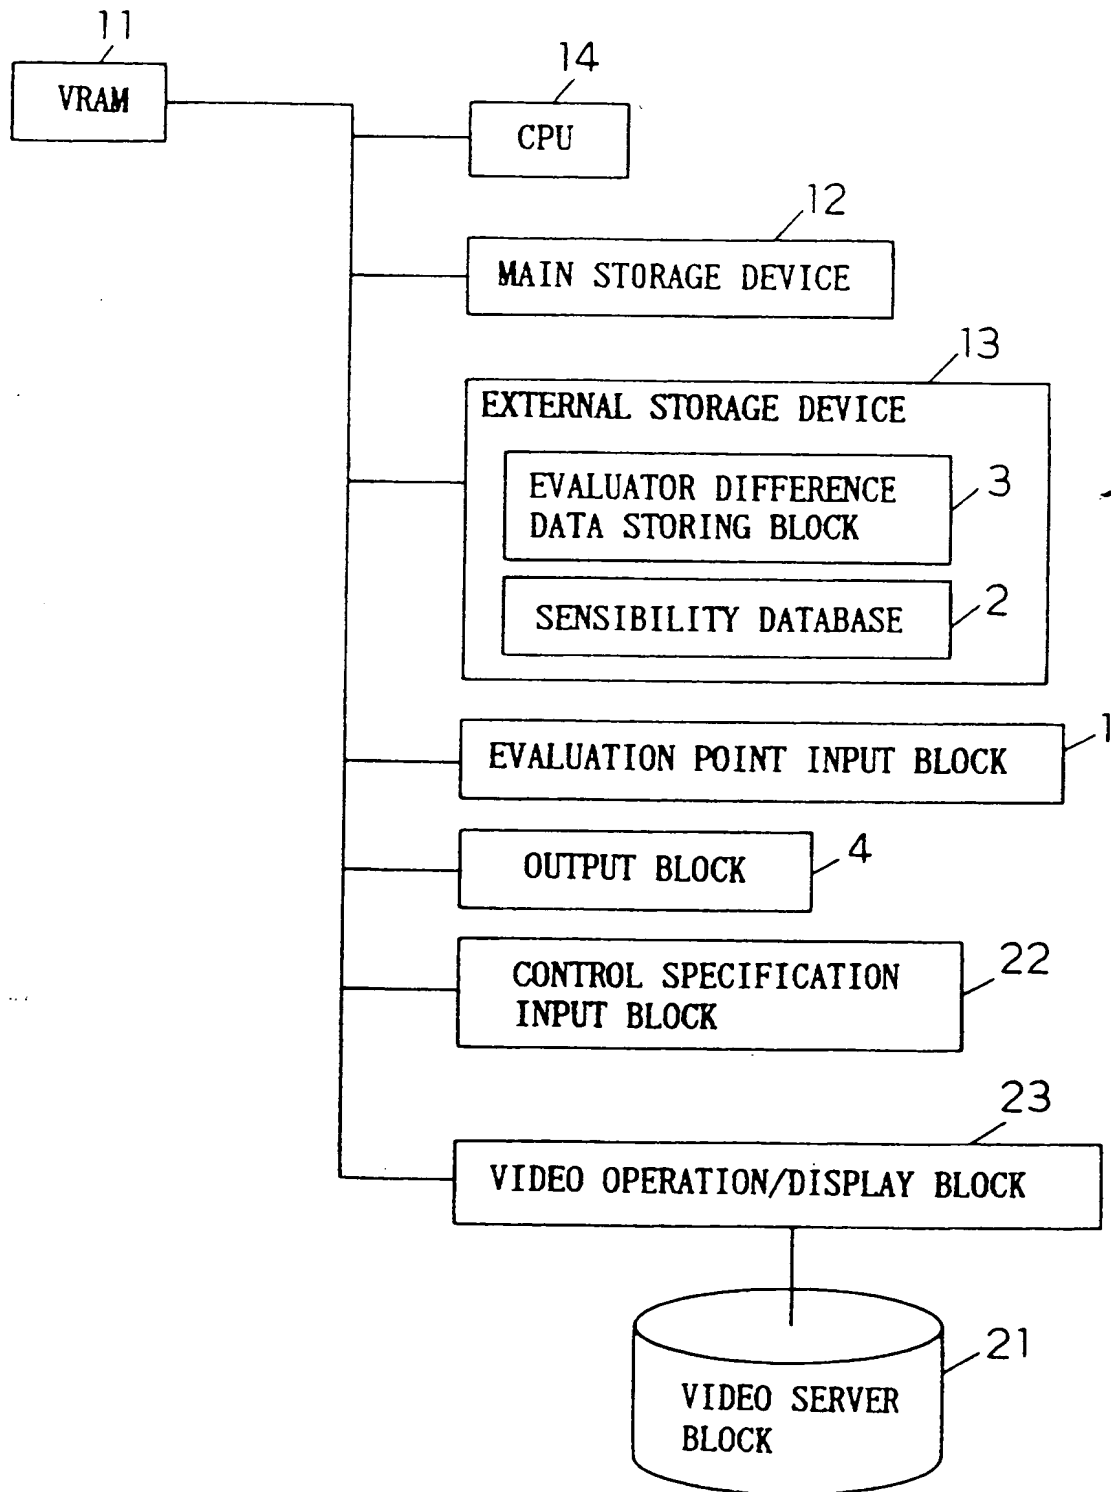 11
VRAM
14
CPU
12
MAIN STORAGE DEVICE
13
EXTERNAL STORAGE DEVICE
EVALUATOR DIFFERENCE
DATA STORING BLOCK
3
SENSIBILITY DATABASE
2
EVALUATION POINT INPUT BLOCK
1
OUTPUT BLOCK
4
CONTROL SPECIFICATION
INPUT BLOCK
22
23
VIDEO OPERATION/DISPLAY BLOCK
21
VIDEO SERVER
BLOCK